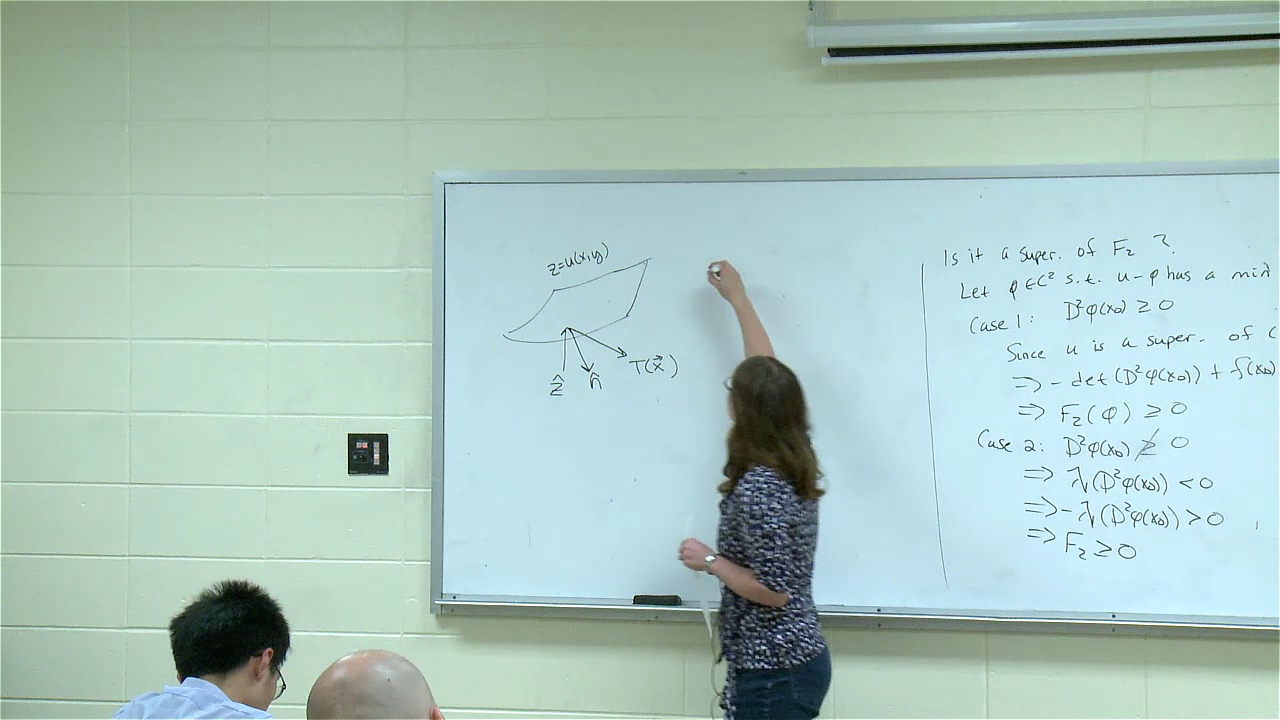 z=u(x,y)
T(x⃗)
ẑ n̂
Is it a super. of F₂ ?
Let φ∈C² s.t. u-φ has a min
Case 1: D²φ(x₀) ≥ 0
Since u is a super. of
⇒ -det(D²φ(x₀)) + f(x₀)
⇒ F₂(φ) ≥ 0
Case 2: D²φ(x₀) ≱ 0
⇒ λ₁(D²φ(x₀)) < 0
⇒ -λ₁(D²φ(x₀)) > 0
⇒ F₂ ≥ 0